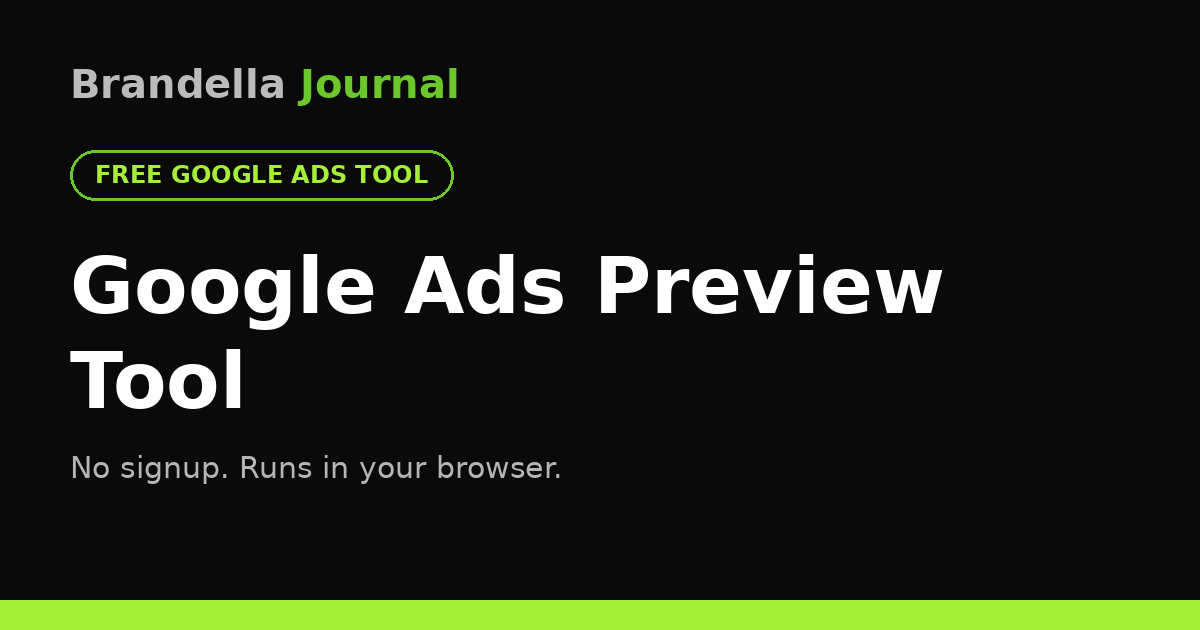 Brandella Journal
FREE GOOGLE ADS TOOL
Google Ads Preview
Tool
No signup. Runs in your browser.